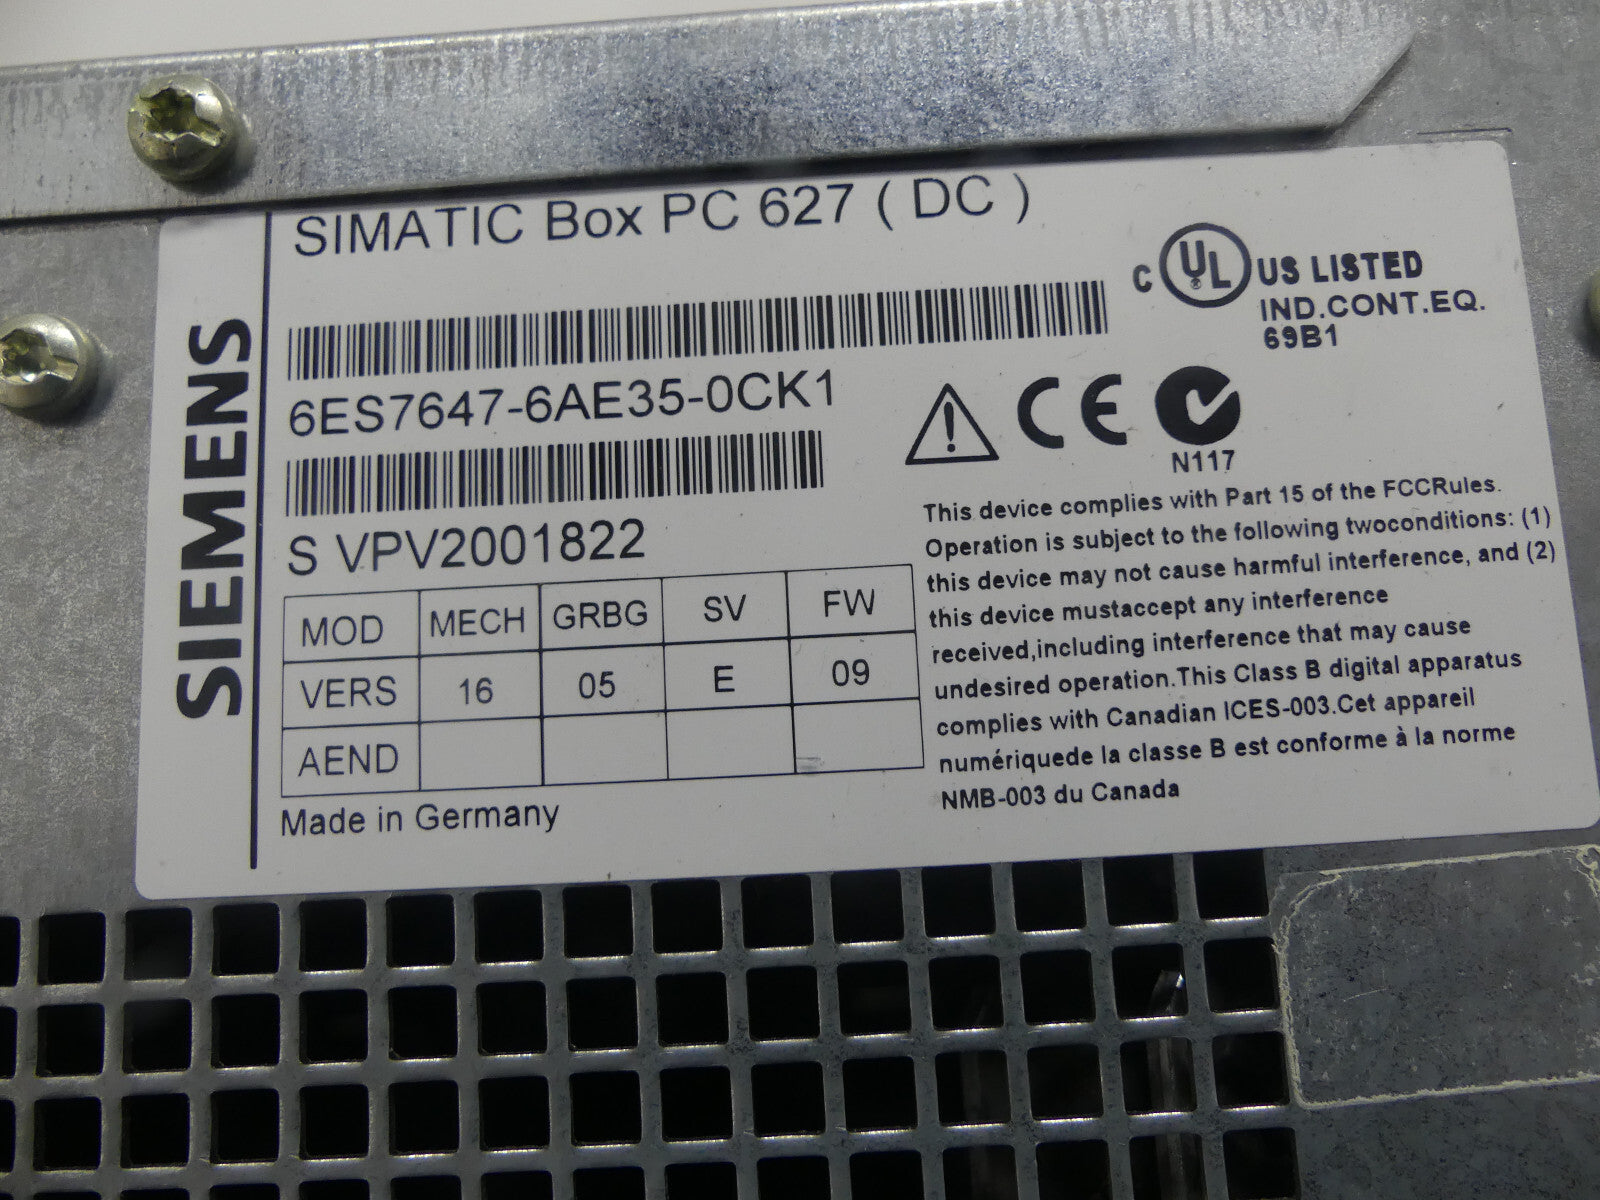 SIEMENS
SIMATIC Box PC 627 ( DC )
6ES7647-6AE35-0CK1
S VPV2001822
MOD MECH GRBG SV FW
VERS 16 05 E 09
AEND
Made in Germany
C UL ® US LISTED
IND.CONT.EQ.
69B1
! CE
N117
This device complies with Part 15 of the FCCRules.
Operation is subject to the following twoconditions: (1)
this device may not cause harmful interference, and (2)
this device mustaccept any interference
received,including interference that may cause
undesired operation.This Class B digital apparatus
complies with Canadian ICES-003.Cet appareil
numériquede la classe B est conforme à la norme
NMB-003 du Canada